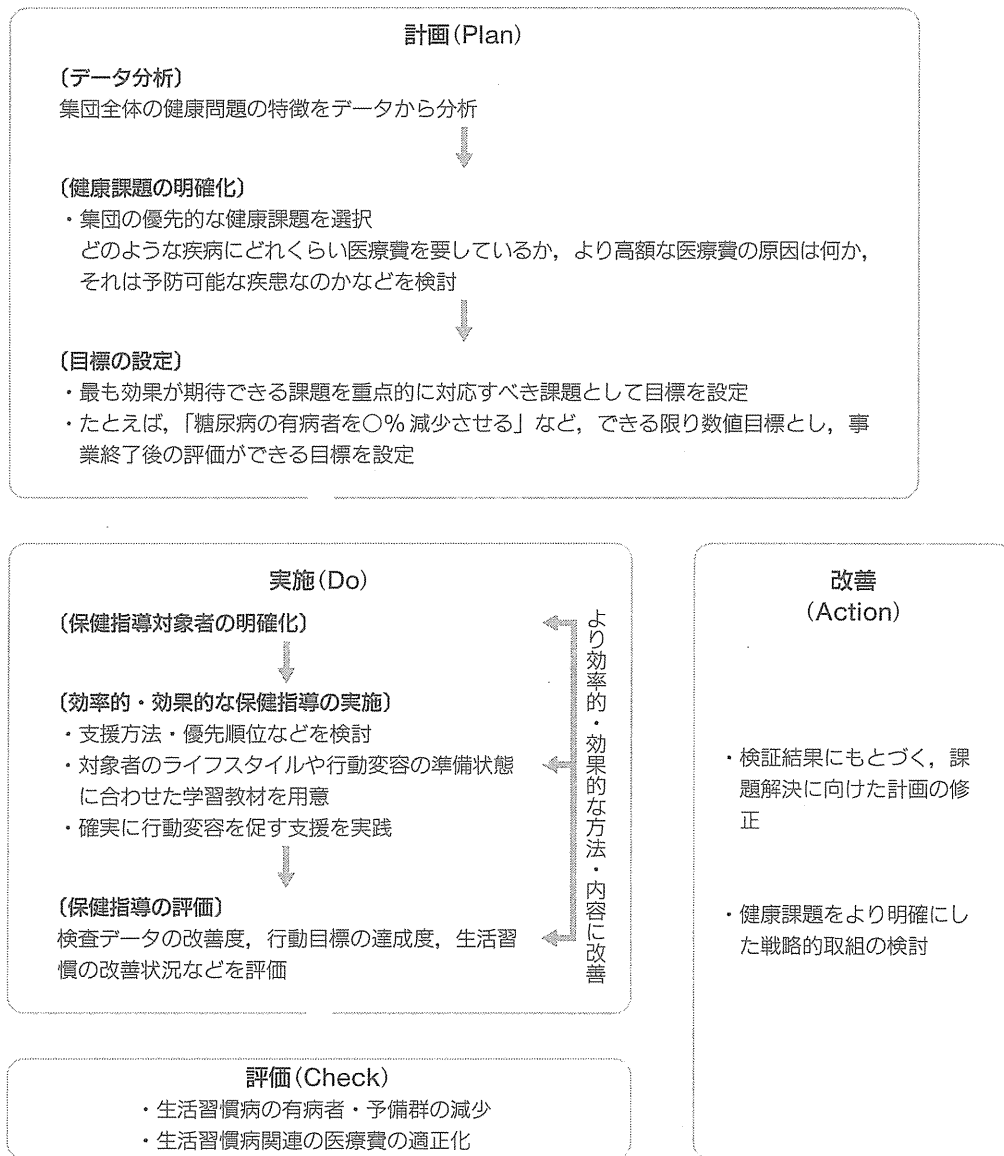 計画(Plan)
〔データ分析〕
集団全体の健康問題の特徴をデータから分析
〔健康課題の明確化〕
・集団の優先的な健康課題を選択
どのような疾病にどれくらい医療費を要しているか，より高額な医療費の原因は何か，
それは予防可能な疾患なのかなどを検討
〔目標の設定〕
・最も効果が期待できる課題を重点的に対応すべき課題として目標を設定
・たとえば，「糖尿病の有病者を○% 減少させる」など，できる限り数値目標とし，事
業終了後の評価ができる目標を設定
実施(Do)
〔保健指導対象者の明確化〕
〔効率的・効果的な保健指導の実施〕
・支援方法・優先順位などを検討
・対象者のライフスタイルや行動変容の準備状態
に合わせた学習教材を用意
・確実に行動変容を促す支援を実践
〔保健指導の評価〕
検査データの改善度，行動目標の達成度，生活習
慣の改善状況などを評価
より効率的・効果的な方法・内容に改善
改善
(Action)
・検証結果にもとづく，課
題解決に向けた計画の修
正
・健康課題をより明確にし
た戦略的取組の検討
評価(Check)
・生活習慣病の有病者・予備群の減少
・生活習慣病関連の医療費の適正化